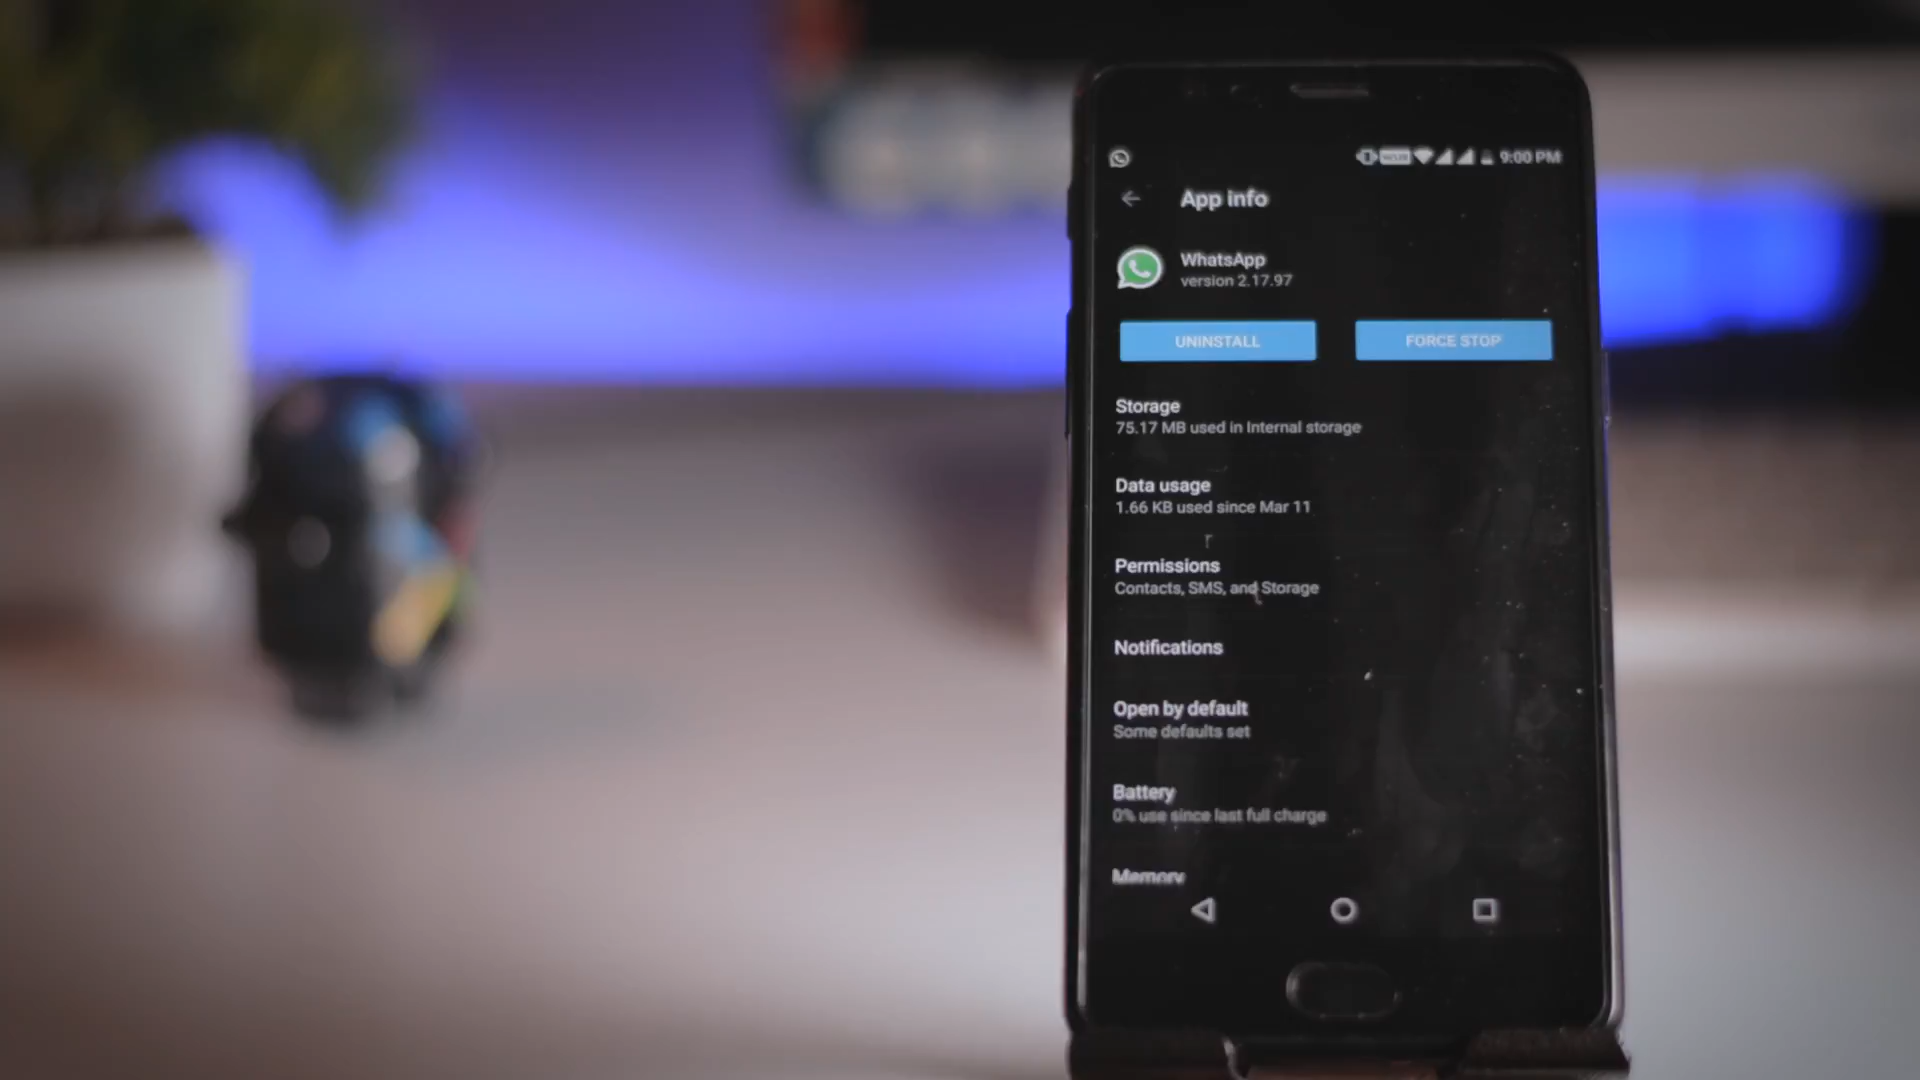 9:00 PM
App info
WhatsApp
version 2.17.97
UNINSTALL
FORCE STOP
Storage
75.17 MB used in Internal storage
Data usage
1.66 KB used since Mar 11
Permissions
Contacts, SMS, and Storage
Notifications
Open by default
Some defaults set
Battery
0% use since last full charge
Memory